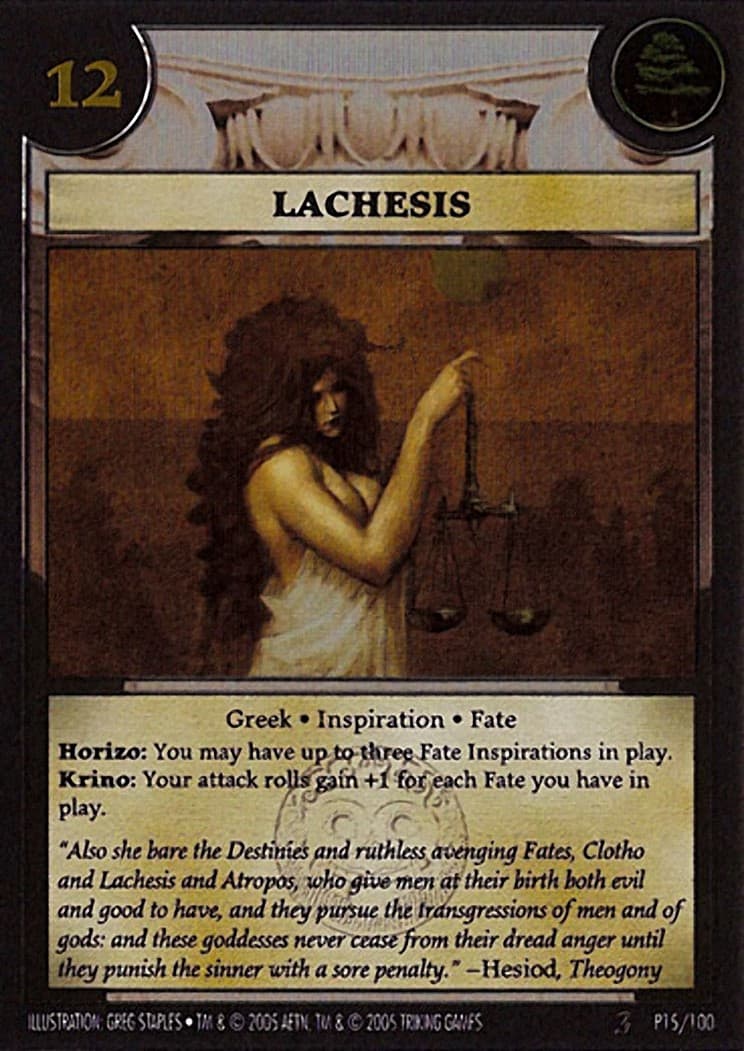 12
LACHESIS
Greek • Inspiration • Fate
Horizo: You may have up to three Fate Inspirations in play.
Krino: Your attack rolls gain +1 for each Fate you have in
play.
“Also she bare the Destinies and ruthless avenging Fates, Clotho
and Lachesis and Atropos, who give men at their birth both evil
and good to have, and they pursue the transgressions of men and of
gods: and these goddesses never cease from their dread anger until
they punish the sinner with a sore penalty.” –Hesiod, Theogony
ILLUSTRATION: GREG STAPLES • TM & © 2005 AETN, TM & © 2005 TRIKING GAMES
3 P15/100